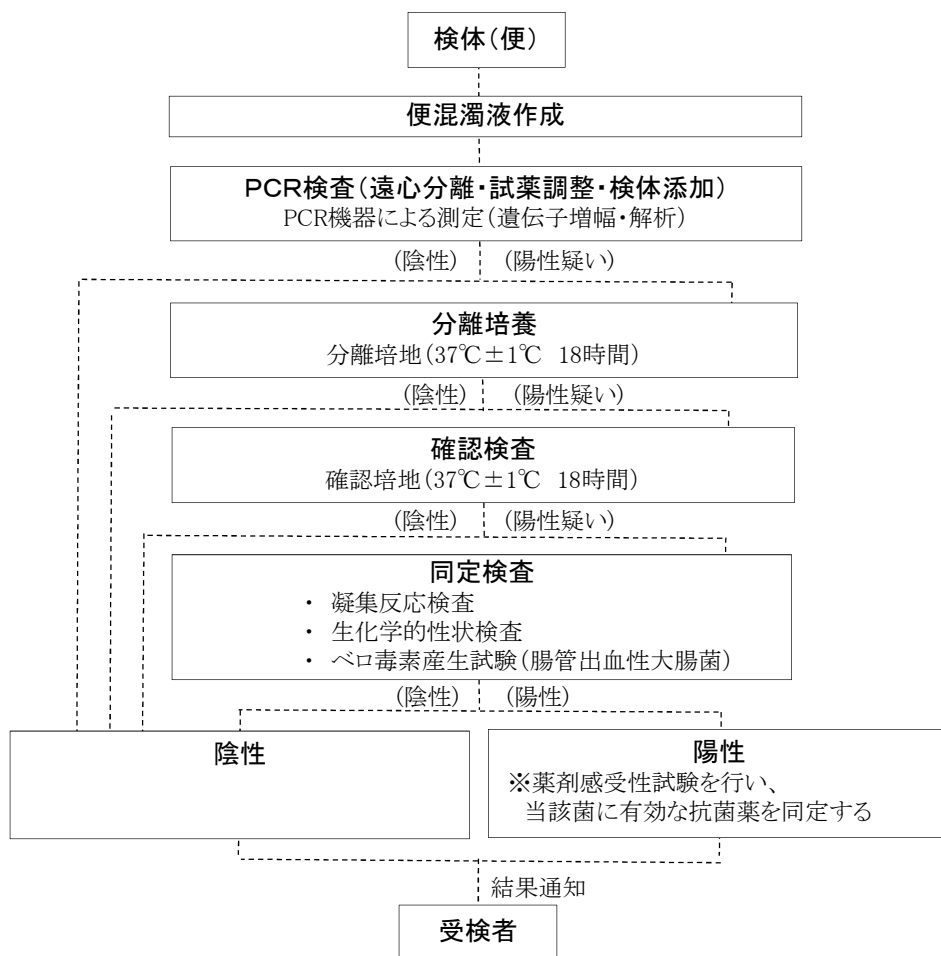 検体（便）
便混濁液作成
ＰＣＲ検査（遠心分離・試薬調整・検体添加）
PCR機器による測定（遺伝子増幅・解析）
（陰性）　（陽性疑い）
分離培養
分離培地（37℃±1℃　18時間）
（陰性）　（陽性疑い）
確認検査
確認培地（37℃±1℃　18時間）
（陰性）　（陽性疑い）
同定検査
・ 凝集反応検査
・ 生化学的性状検査
・ ベロ毒素産生試験（腸管出血性大腸菌）
（陰性）　（陽性）
陰性
陽性
※薬剤感受性試験を行い、
当該菌に有効な抗菌薬を同定する
結果通知
受検者